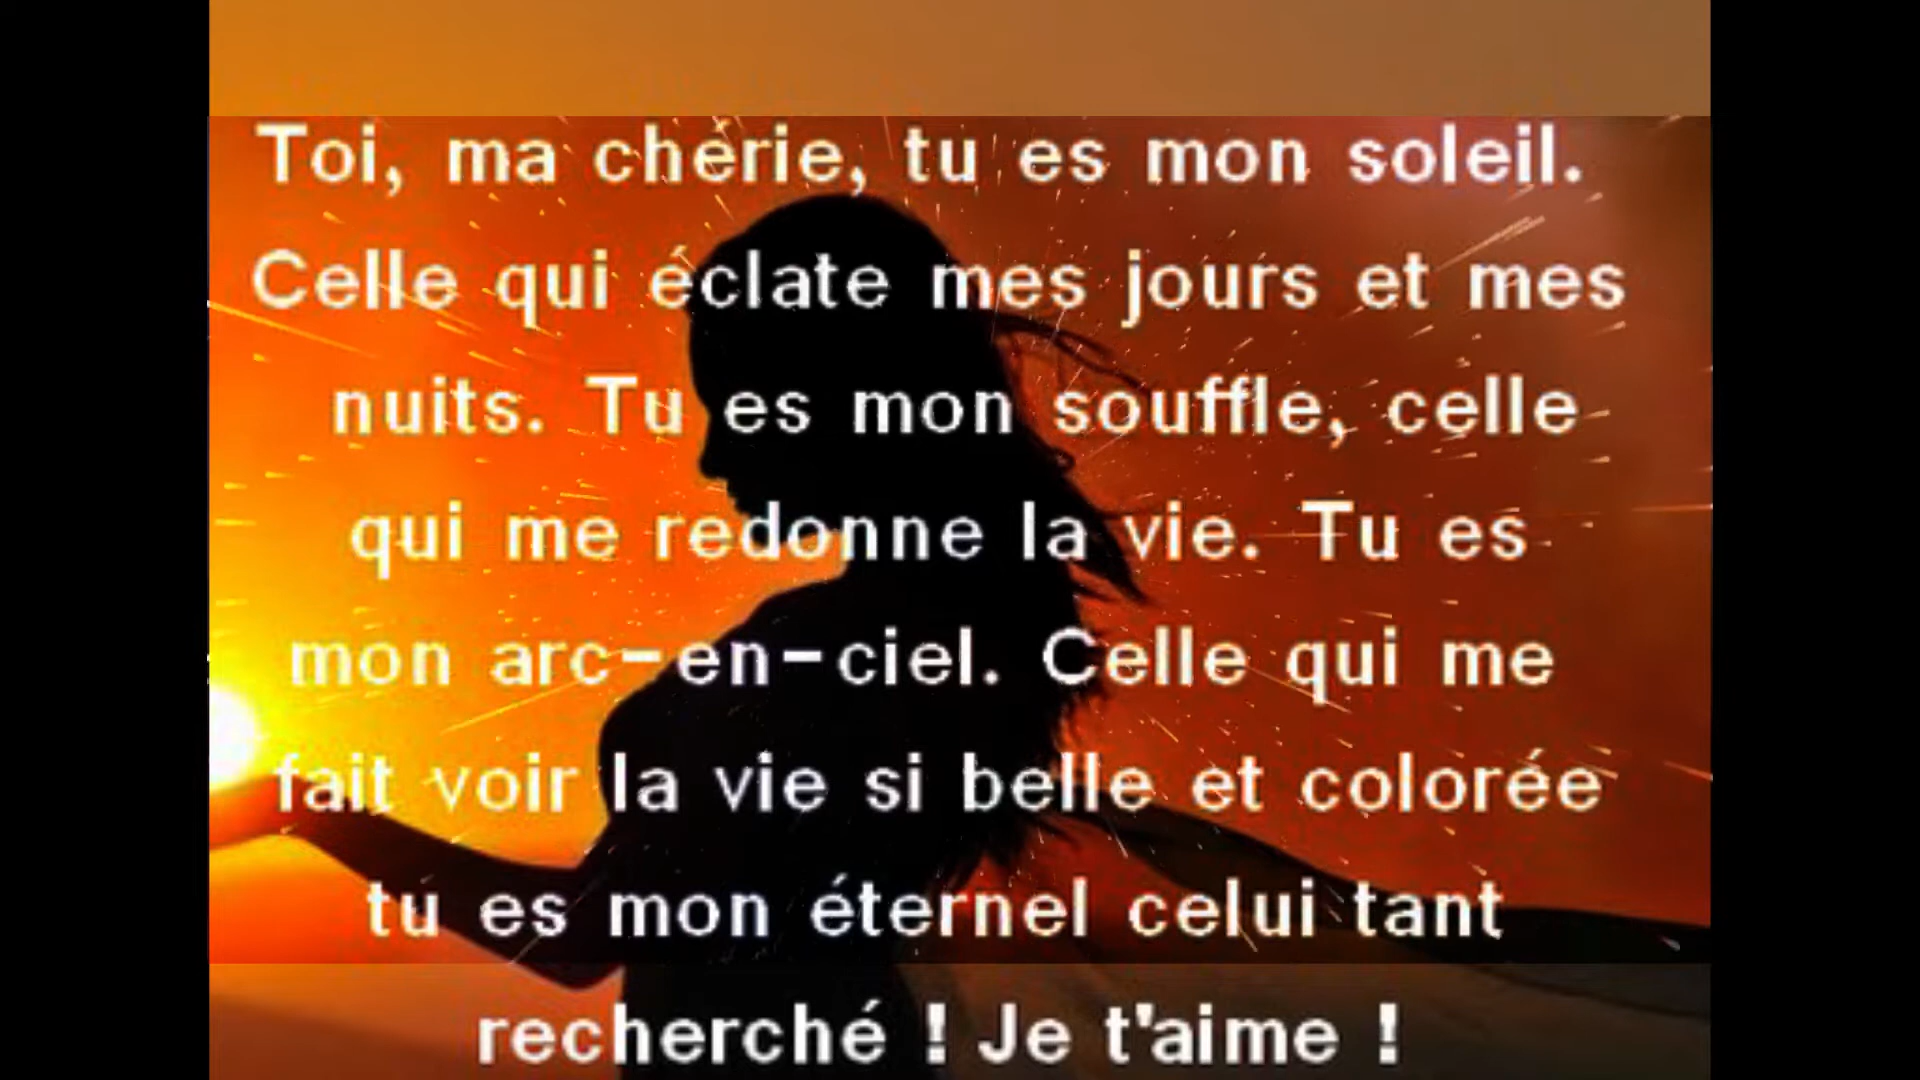 Toi, ma chérie, tu es mon soleil.
Celle qui éclate mes jours et mes
nuits. Tu es mon souffle, celle
qui me redonne la vie. Tu es
mon arc-en-ciel. Celle qui me
fait voir la vie si belle et colorée
tu es mon éternel celui tant
recherché ! Je t'aime !